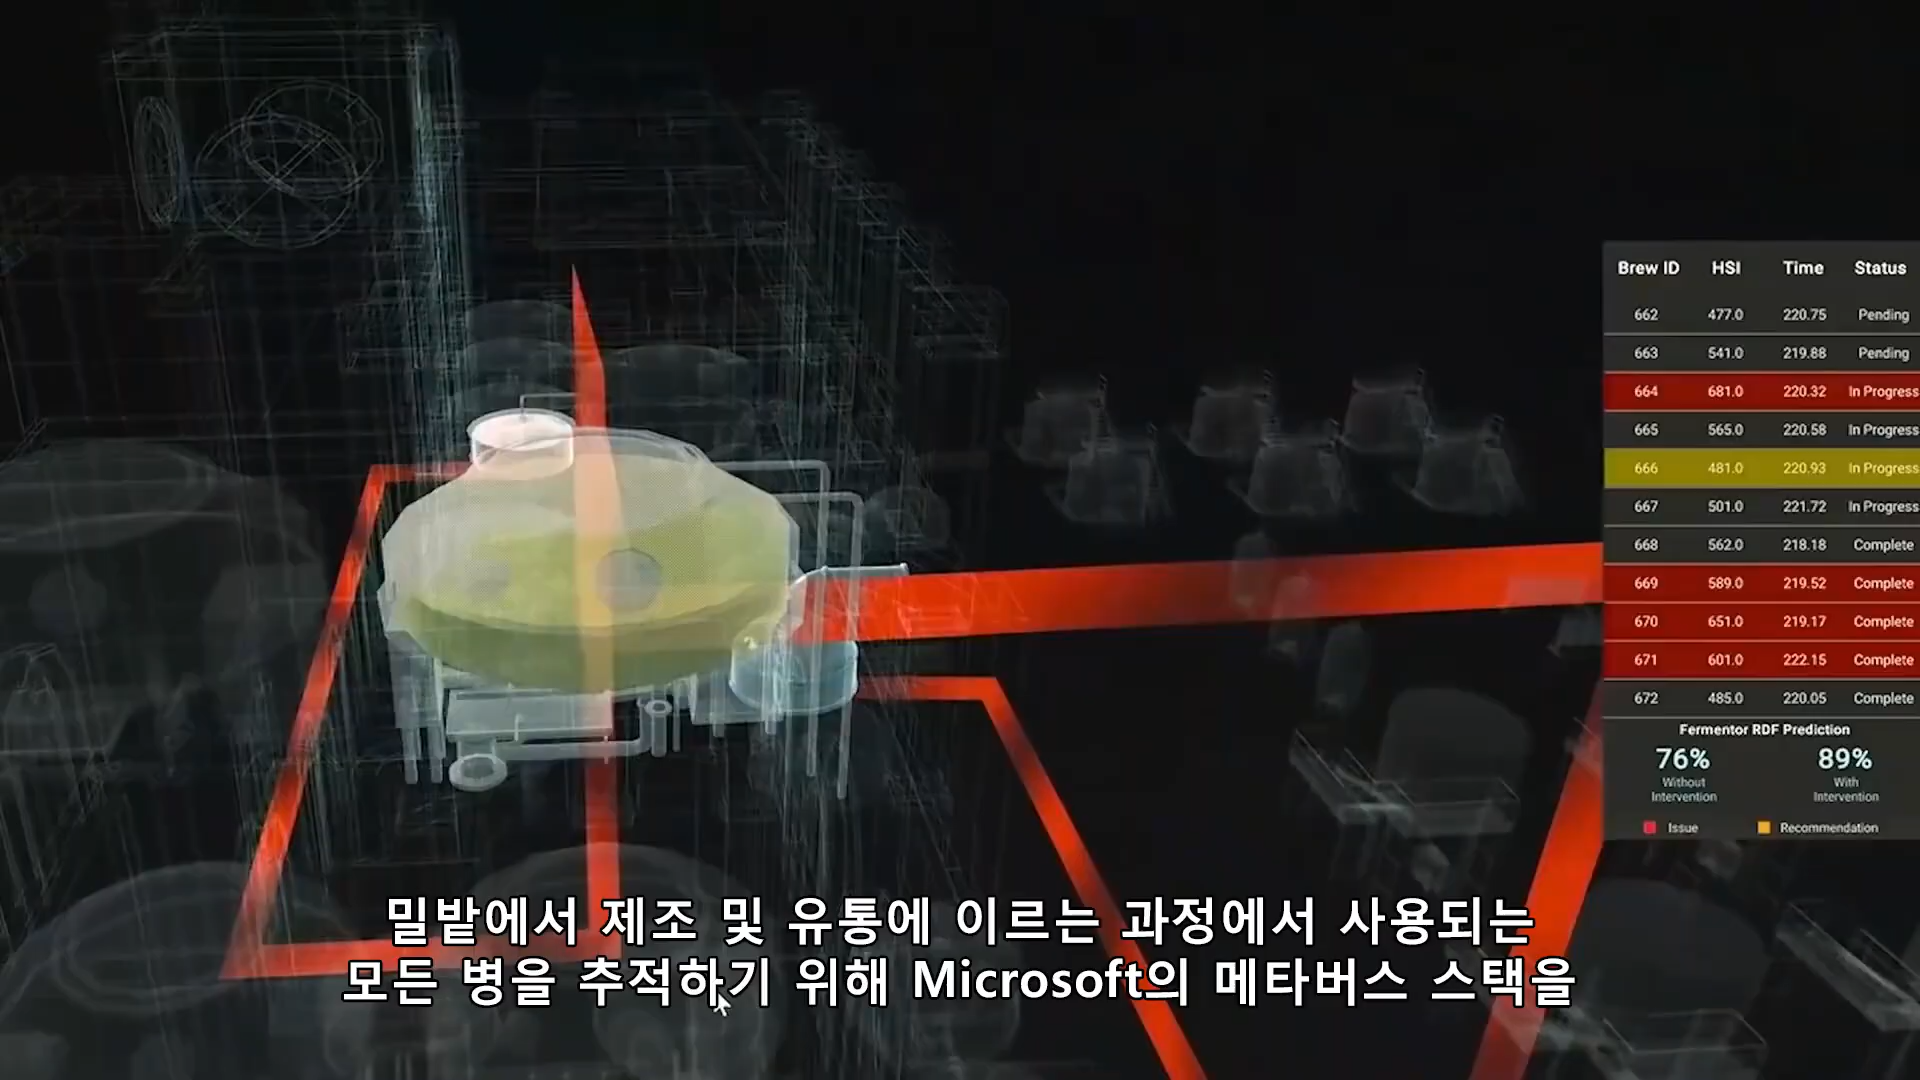 Brew ID HSI Time Status
662 477.0 220.75 Pending
663 541.0 219.88 Pending
664 681.0 220.32 In Progress
665 565.0 220.58 In Progress
666 481.0 220.93 In Progress
667 501.0 221.72 In Progress
668 562.0 218.18 Complete
669 589.0 219.52 Complete
670 651.0 219.17 Complete
671 601.0 222.15 Complete
672 485.0 220.05 Complete
Fermentor RDF Prediction
76% 89%
Without With
Intervention Intervention
Issue Recommendation
밀밭에서 제조 및 유통에 이르는 과정에서 사용되는
모든 병을 추적하기 위해 Microsoft의 메타버스 스택을